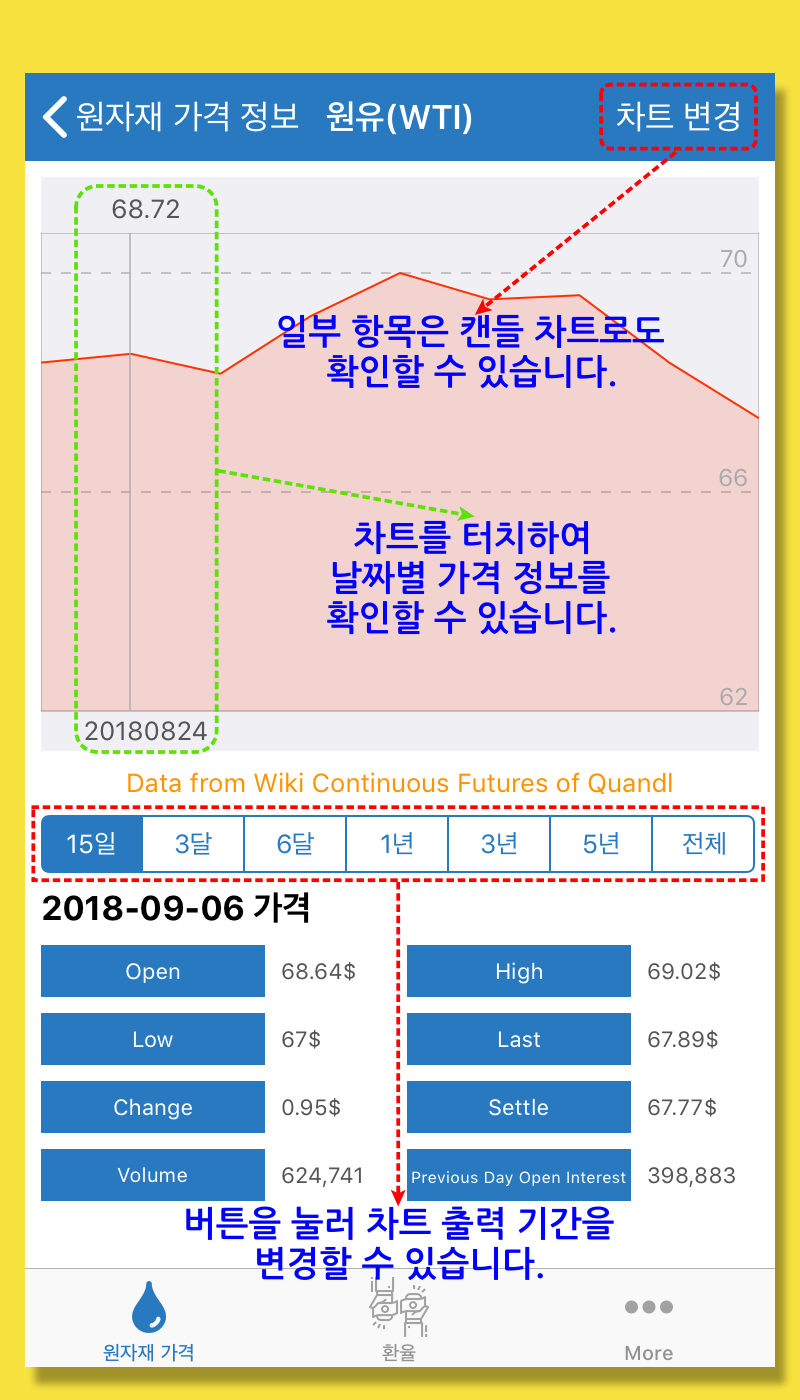 원자재 가격 정보 원유(WTI) 차트 변경
68.72
70
일부 항목은 캔들 차트로도
확인할 수 있습니다.
66
차트를 터치하여
날짜별 가격 정보를
확인할 수 있습니다.
62
20180824
Data from Wiki Continuous Futures of Quandl
15일 3달 6달 1년 3년 5년 전체
2018-09-06 가격
Open 68.64$ High 69.02$
Low 67$ Last 67.89$
Change 0.95$ Settle 67.77$
Volume 624,741 Previous Day Open Interest 398,883
버튼을 눌러 차트 출력 기간을
변경할 수 있습니다.
원자재 가격 환율 More